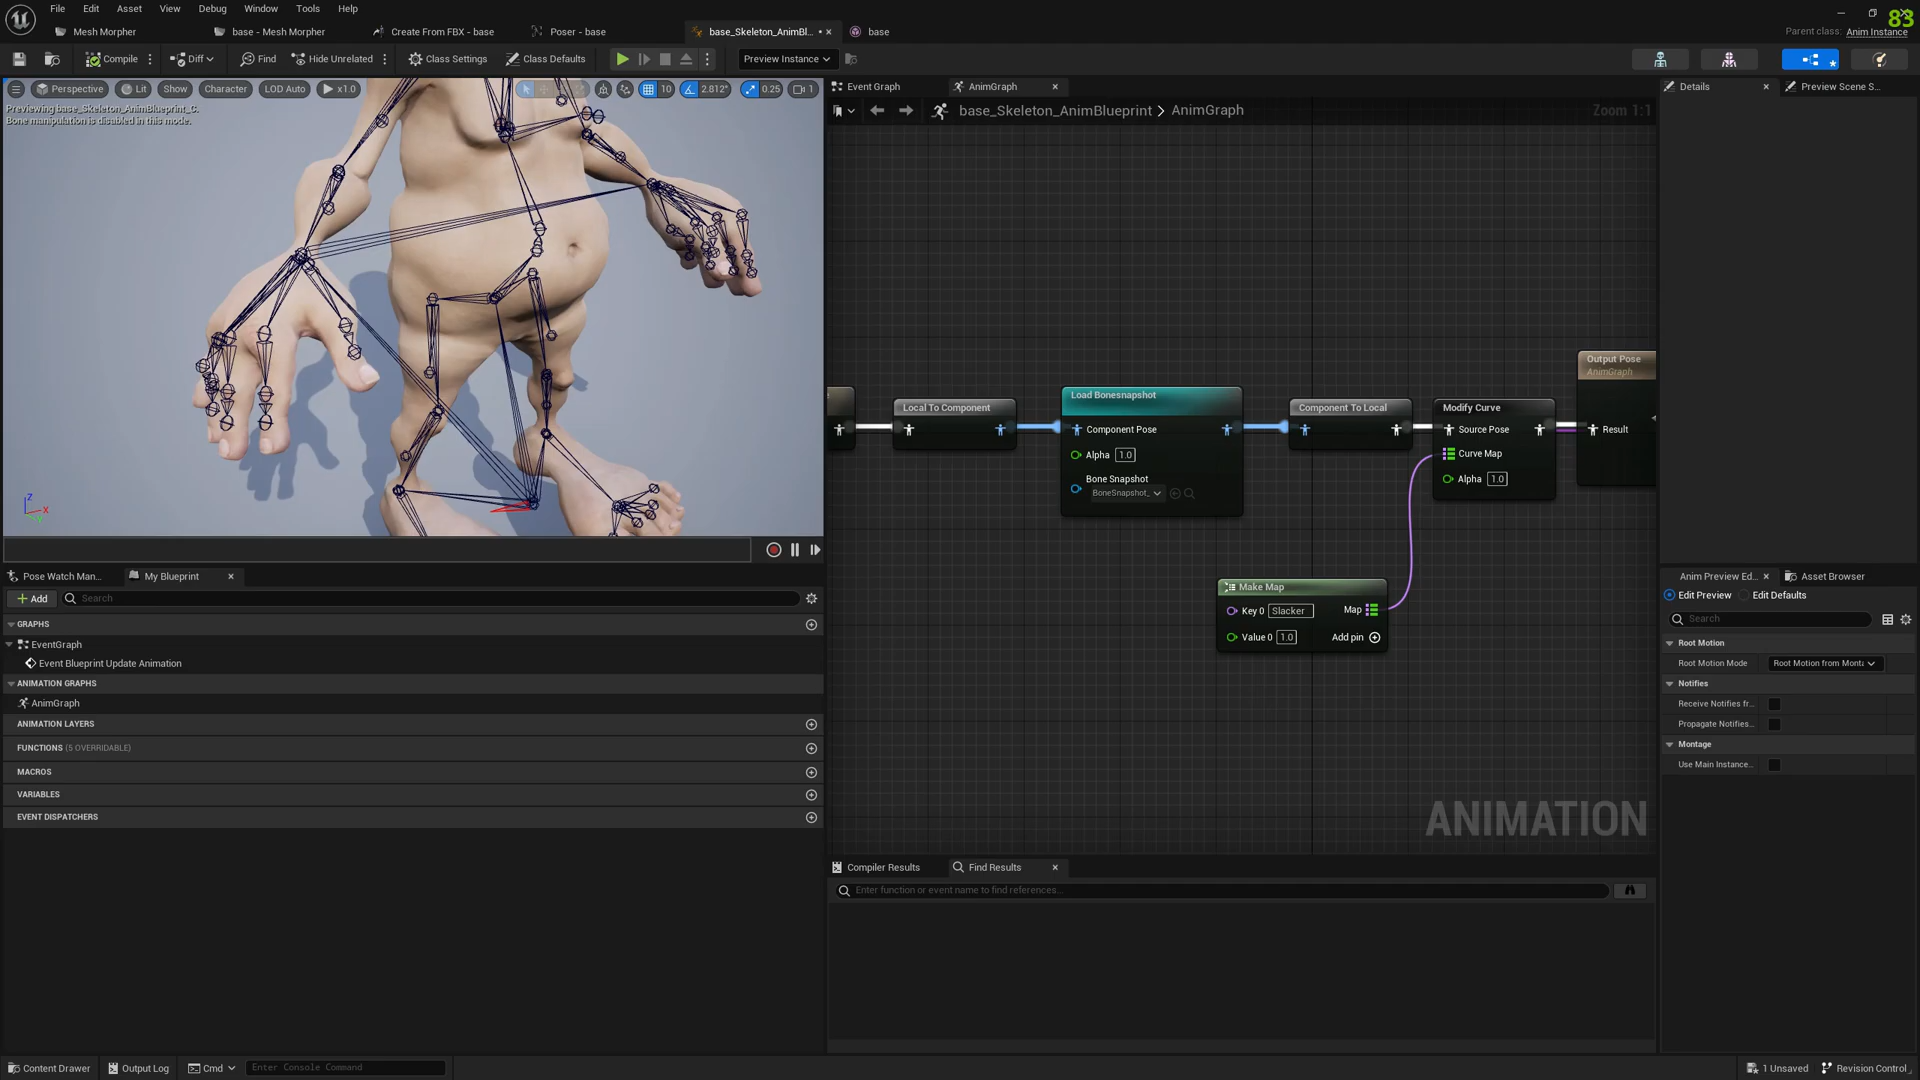 File Edit Asset View Debug Window Tools Help
83
Mesh Morpher
base - Mesh Morpher
Create From FBX - base
Poser - base
base_Skeleton_AnimBl...
base
Parent class: Anim Instance
Compile
Diff
Find
Hide Unrelated
Class Settings
Class Defaults
Preview Instance
Perspective
Lit
Show
Character
LOD Auto
x1.0
10
2.812°
0.25
1
Previewing base_Skeleton_AnimBlueprint_C.
Bone manipulation is disabled in this mode.
Z
X
Y
Event Graph
AnimGraph
base_Skeleton_AnimBlueprint > AnimGraph
Zoom 1:1
Local To Component
Load Bonesnapshot
Component Pose
Alpha 1.0
Bone Snapshot
BoneSnapshot_
Component To Local
Modify Curve
Source Pose
Curve Map
Alpha 1.0
Output Pose
AnimGraph
Result
Make Map
Key 0 Slacker Map
Value 0 1.0 Add pin
ANIMATION
Details
Preview Scene S...
Pose Watch Man...
My Blueprint
Add
Search
GRAPHS
EventGraph
Event Blueprint Update Animation
ANIMATION GRAPHS
AnimGraph
ANIMATION LAYERS
FUNCTIONS (5 OVERRIDABLE)
MACROS
VARIABLES
EVENT DISPATCHERS
Compiler Results
Find Results
Enter function or event name to find references...
Anim Preview Ed...
Asset Browser
Edit Preview
Edit Defaults
Search
Root Motion
Root Motion Mode Root Motion from Monta
Notifies
Receive Notifies fr...
Propagate Notifies...
Montage
Use Main Instance...
Content Drawer
Output Log
Cmd
Enter Console Command
1 Unsaved
Revision Control